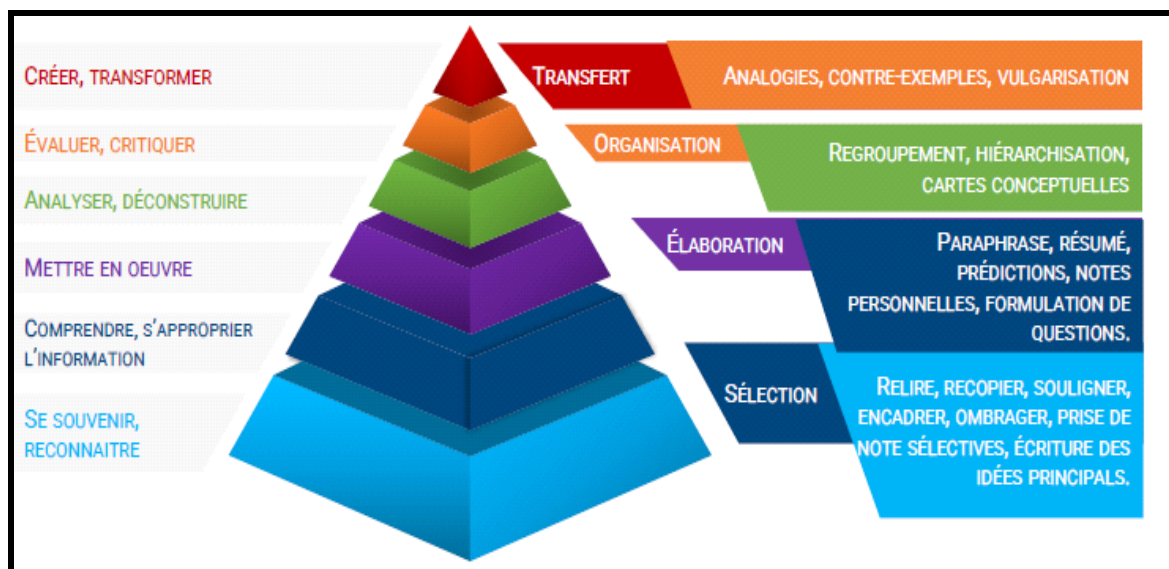 CRÉER, TRANSFORMER
TRANSFERT
ANALOGIES, CONTRE-EXEMPLES, VULGARISATION
ÉVALUER, CRITIQUER
ORGANISATION
REGROUPEMENT, HIÉRARCHISATION,
CARTES CONCEPTUELLES
ANALYSER, DÉCONSTRUIRE
METTRE EN OEUVRE
ÉLABORATION
PARAPHRASE, RÉSUMÉ,
PRÉDICTIONS, NOTES
PERSONNELLES, FORMULATION DE
QUESTIONS.
COMPRENDRE, S’APPROPRIER
L’INFORMATION
SÉLECTION
RELIRE, RECOPIER, SOULIGNER,
ENCADRER, OMBRAGER, PRISE DE
NOTE SÉLECTIVES, ÉCRITURE DES
IDÉES PRINCIPALS.
SE SOUVENIR,
RECONNAITRE